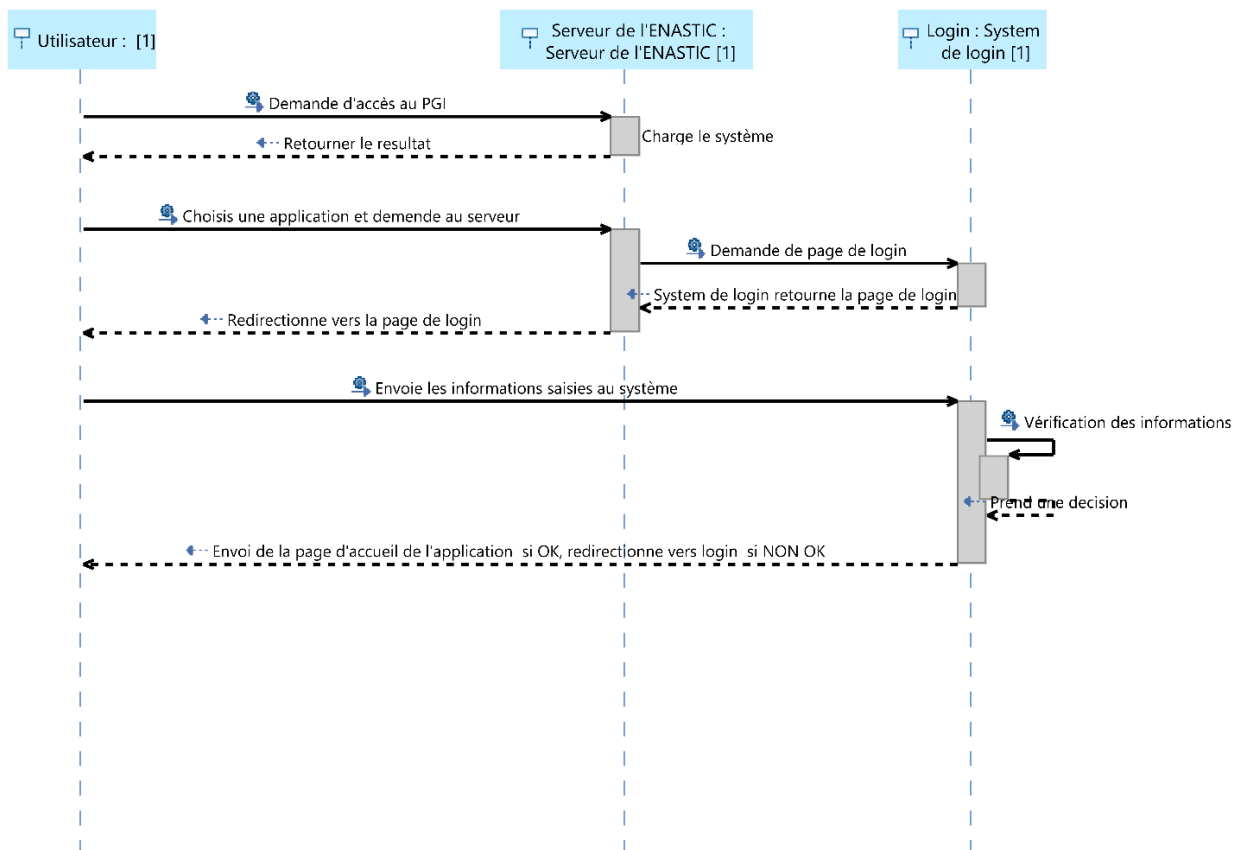 Utilisateur :  [1]
Serveur de l'ENASTIC :
Serveur de l'ENASTIC [1]
Login : System
de login [1]
Demande d'accès au PGI
Charge le système
Retourner le resultat
Choisis une application et demende au serveur
Demande de page de login
System de login retourne la page de login
Redirectionne vers la page de login
Envoie les informations saisies au système
Vérification des informations
Prend une decision
Envoi de la page d'accueil de l'application  si OK, redirectionne vers login  si NON OK